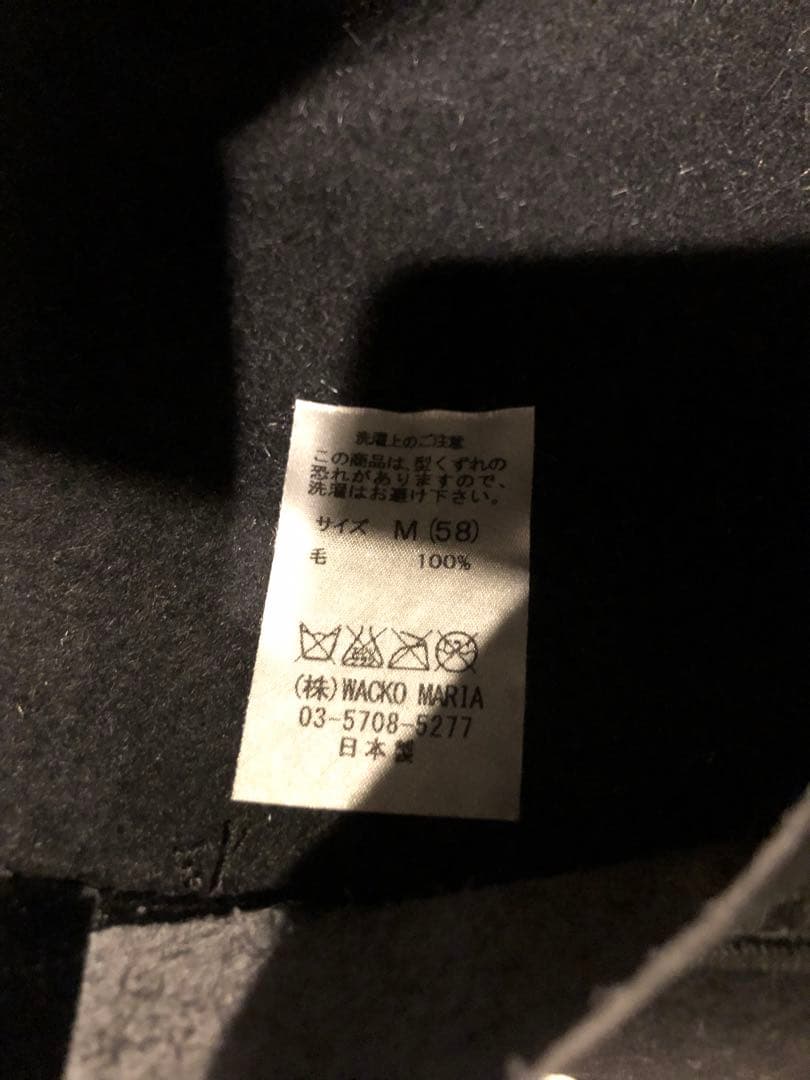 洗濯上のご注意
この商品は、型くずれの
恐れがありますので、
洗濯はお避け下さい。
サイズ M (58)
毛 100%
(株)WACKO MARIA
03-5708-5277
日本製